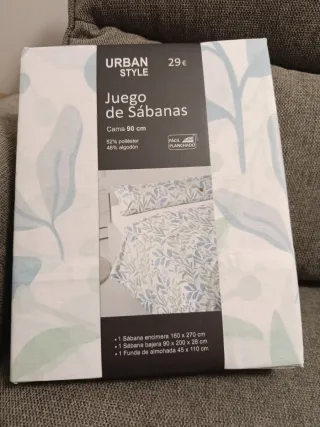 URBAN
STYLE
29€
Juego
de Sábanas
Cama 90 cm
52% poliéster
48% algodón
FÁCIL
PLANCHADO
• 1 Sábana encimera 160 x 270 cm
• 1 Sábana bajera 90 x 200 x 28 cm
• 1 Funda de almohada 45 x 110 cm